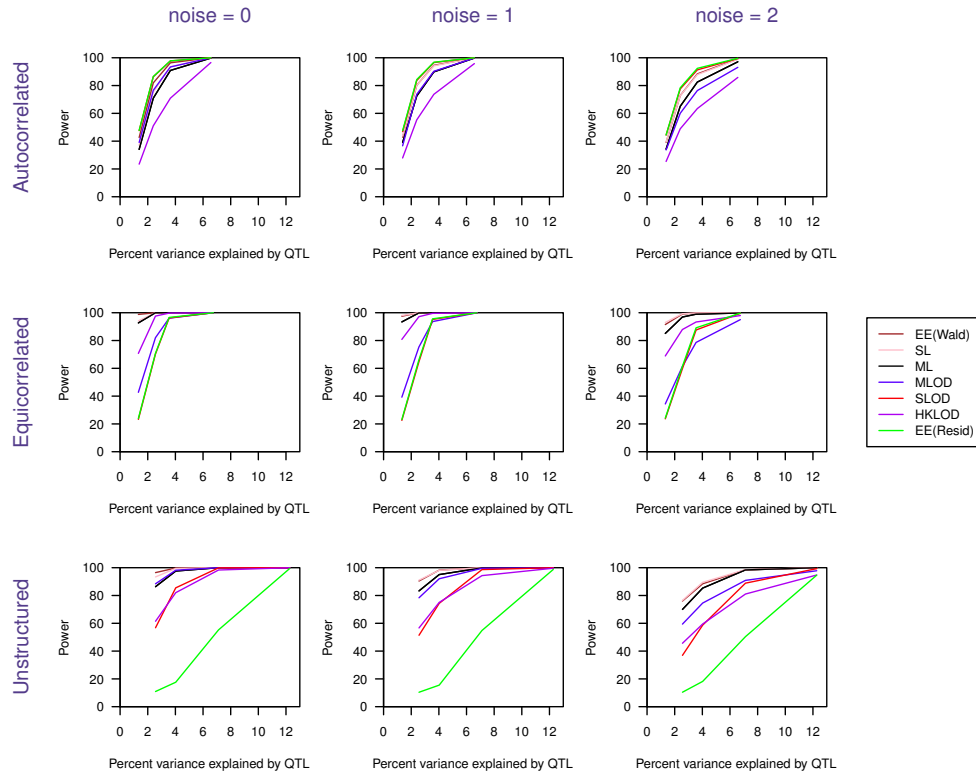 noise = 0
noise = 1
noise = 2
Autocorrelated
Power
100
80
60
40
20
0
0 2 4 6 8 10 12
Percent variance explained by QTL
Power
100
80
60
40
20
0
0 2 4 6 8 10 12
Percent variance explained by QTL
Power
100
80
60
40
20
0
0 2 4 6 8 10 12
Percent variance explained by QTL
Equicorrelated
Power
100
80
60
40
20
0
0 2 4 6 8 10 12
Percent variance explained by QTL
Power
100
80
60
40
20
0
0 2 4 6 8 10 12
Percent variance explained by QTL
Power
100
80
60
40
20
0
0 2 4 6 8 10 12
Percent variance explained by QTL
EE(Wald)
SL
ML
MLOD
SLOD
HKLOD
EE(Resid)
Unstructured
Power
100
80
60
40
20
0
0 2 4 6 8 10 12
Percent variance explained by QTL
Power
100
80
60
40
20
0
0 2 4 6 8 10 12
Percent variance explained by QTL
Power
100
80
60
40
20
0
0 2 4 6 8 10 12
Percent variance explained by QTL